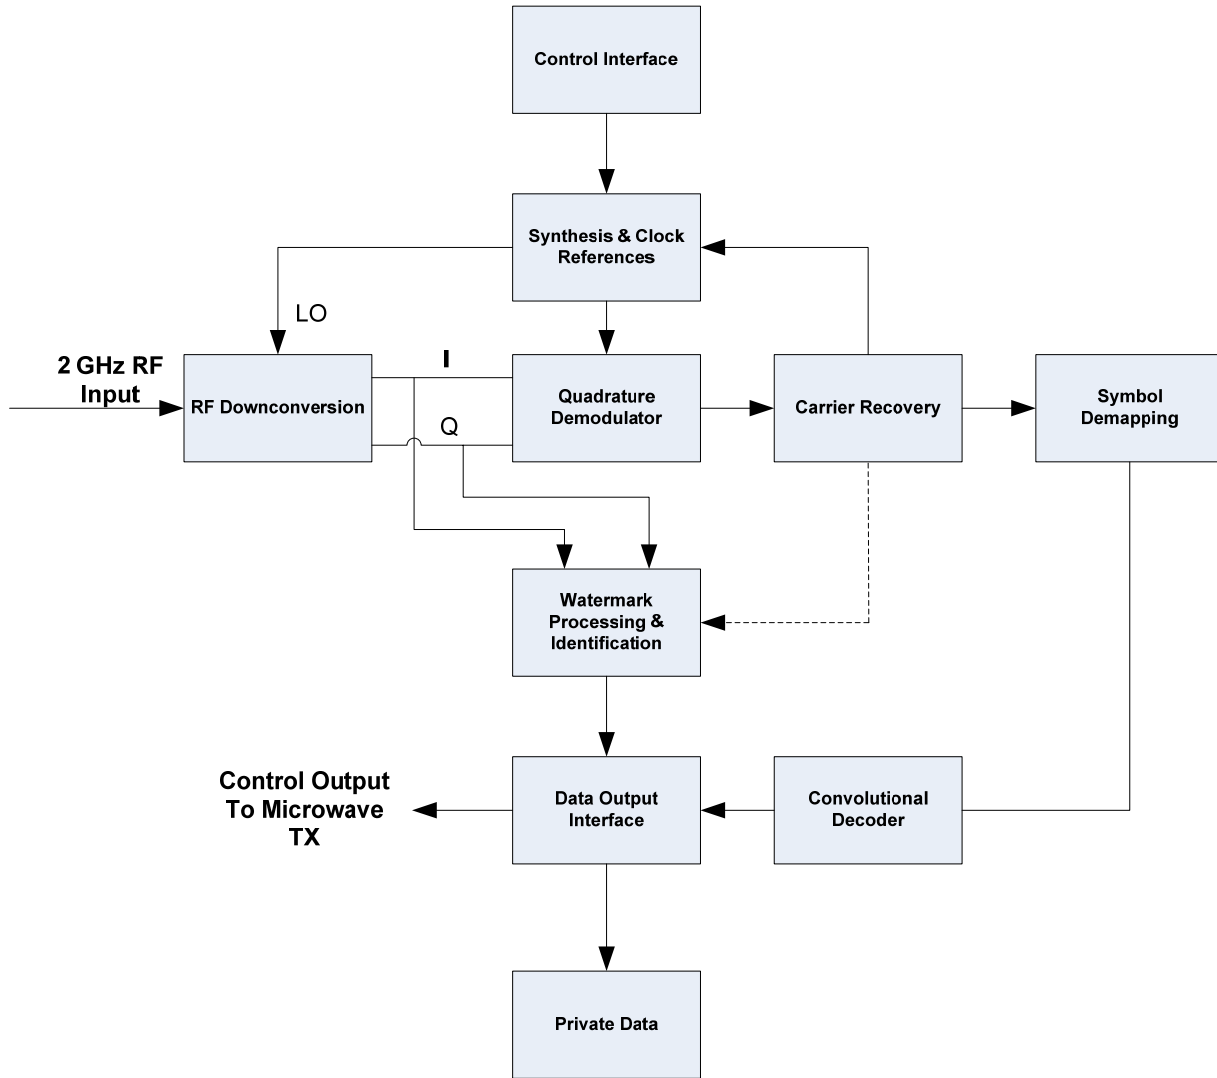 Control Interface
Synthesis & Clock
References
LO
2 GHz RF
Input
RF Downconversion
I
Q
Quadrature
Demodulator
Carrier Recovery
Symbol
Demapping
Watermark
Processing &
Identification
Control Output
To Microwave
TX
Data Output
Interface
Convolutional
Decoder
Private Data